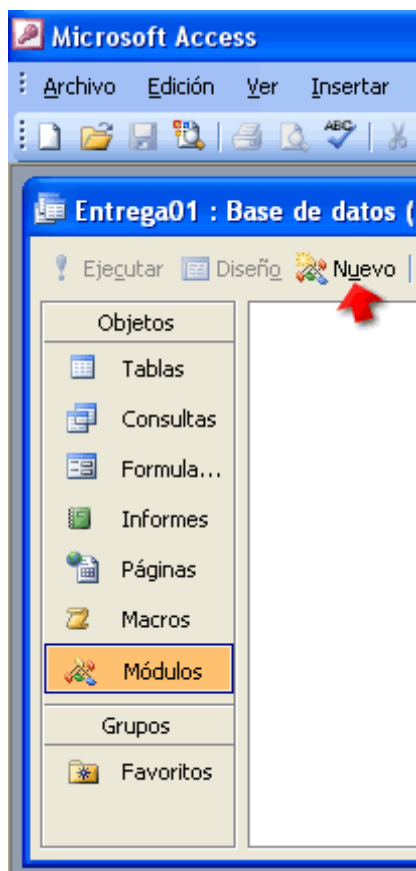 Microsoft Access
Archivo Edición Ver Insertar
ABC
Entrega01 : Base de datos (
Ejecutar Diseño Nuevo
Objetos
Tablas
Consultas
Formula...
Informes
Páginas
Macros
Módulos
Grupos
Favoritos